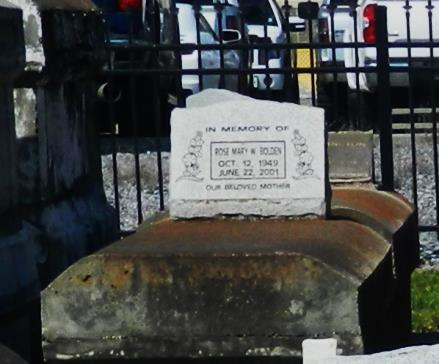 IN MEMORY OF
ROSE MARY W. BOLDEN
OCT. 12, 1949
JUNE 22, 2001
OUR BELOVED MOTHER